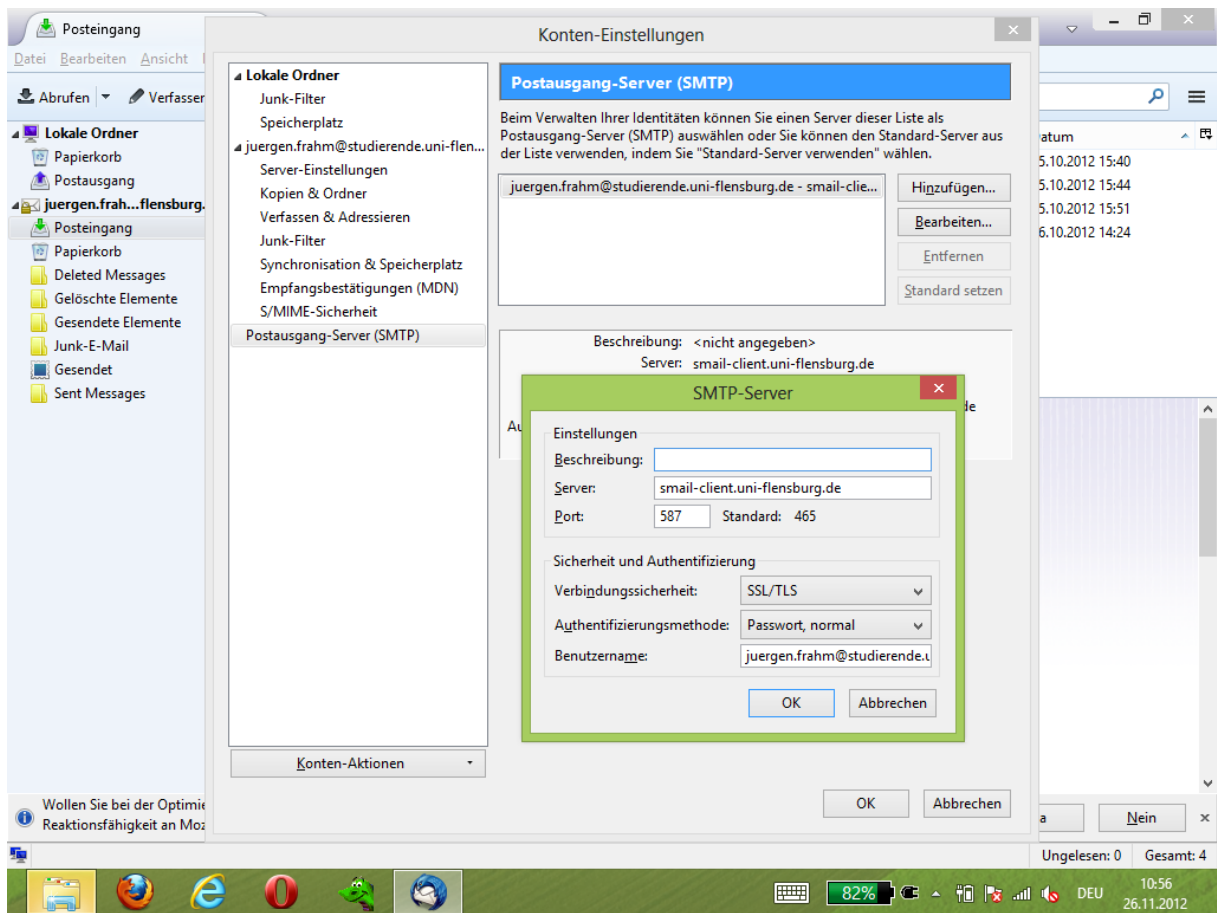 Posteingang
Konten-Einstellungen
Datei Bearbeiten Ansicht
Abrufen
Verfassen
Lokale Ordner
Papierkorb
Postausgang
juergen.frah...flensburg.
Posteingang
Papierkorb
Deleted Messages
Gelöschte Elemente
Gesendete Elemente
Junk-E-Mail
Gesendet
Sent Messages
Lokale Ordner
Junk-Filter
Speicherplatz
juergen.frahm@studierende.uni-flen...
Server-Einstellungen
Kopien & Ordner
Verfassen & Adressieren
Junk-Filter
Synchronisation & Speicherplatz
Empfangsbestätigungen (MDN)
S/MIME-Sicherheit
Postausgang-Server (SMTP)
Konten-Aktionen
Postausgang-Server (SMTP)
Beim Verwalten Ihrer Identitäten können Sie einen Server dieser Liste als
Postausgang-Server (SMTP) auswählen oder Sie können den Standard-Server aus
der Liste verwenden, indem Sie "Standard-Server verwenden" wählen.
juergen.frahm@studierende.uni-flensburg.de - smail-clie...
Hinzufügen...
Bearbeiten...
Entfernen
Standard setzen
Beschreibung: <nicht angegeben>
Server: smail-client.uni-flensburg.de
de
Au
SMTP-Server
Einstellungen
Beschreibung:
Server: smail-client.uni-flensburg.de
Port: 587 Standard: 465
Sicherheit und Authentifizierung
Verbindungssicherheit: SSL/TLS
Authentifizierungsmethode: Passwort, normal
Benutzername: juergen.frahm@studierende.u
OK Abbrechen
OK Abbrechen
atum
5.10.2012 15:40
5.10.2012 15:44
5.10.2012 15:51
6.10.2012 14:24
Wollen Sie bei der Optimie
Reaktionsfähigkeit an Moz
a
Nein
Ungelesen: 0 Gesamt: 4
82%
DEU
10:56
26.11.2012